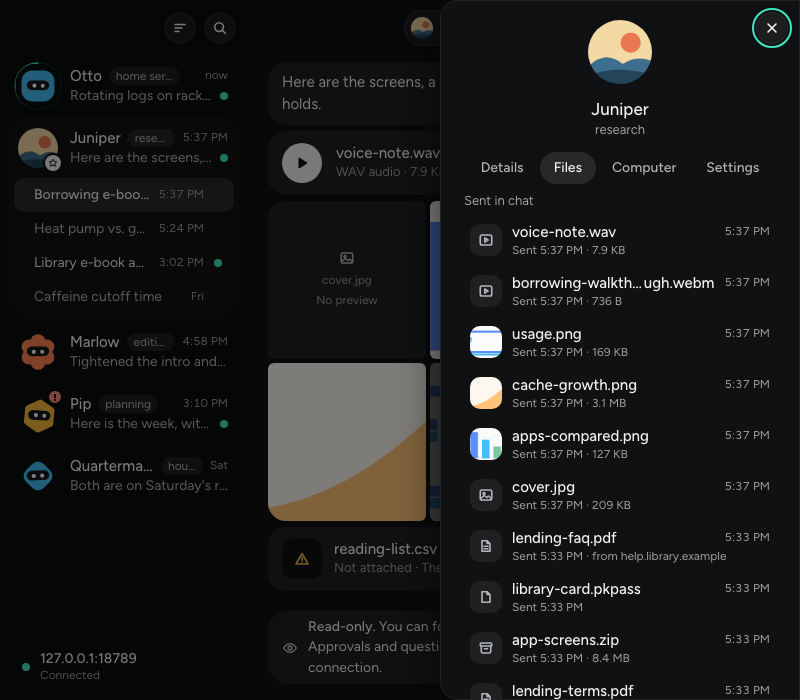 Otto
home ser...
now
Rotating logs on rack...
Juniper
rese...
5:37 PM
Here are the screens,...
Borrowing e-boo...
5:37 PM
Heat pump vs. g...
5:24 PM
Library e-book a...
3:02 PM
Caffeine cutoff time
Fri
Marlow
editi...
4:58 PM
Tightened the intro and...
Pip
planning
3:10 PM
Here is the week, wit...
Quarterma...
hou...
Sat
Both are on Saturday's r...
127.0.0.1:18789
Connected
Here are the screens, a
holds.
voice-note.wav
WAV audio · 7.9 K
cover.jpg
No preview
reading-list.csv
Not attached · The
Read-only. You can fo
Approvals and questi
connection.
Juniper
research
Details
Files
Computer
Settings
Sent in chat
voice-note.wav
5:37 PM
Sent 5:37 PM · 7.9 KB
borrowing-walkth...ugh.webm
5:37 PM
Sent 5:37 PM · 736 B
usage.png
5:37 PM
Sent 5:37 PM · 169 KB
cache-growth.png
5:37 PM
Sent 5:37 PM · 3.1 MB
apps-compared.png
5:37 PM
Sent 5:37 PM · 127 KB
cover.jpg
5:37 PM
Sent 5:37 PM · 209 KB
lending-faq.pdf
5:33 PM
Sent 5:33 PM · from help.library.example
library-card.pkpass
5:33 PM
Sent 5:33 PM
app-screens.zip
5:33 PM
Sent 5:33 PM · 8.4 MB
lending-terms.pdf
5:33 PM